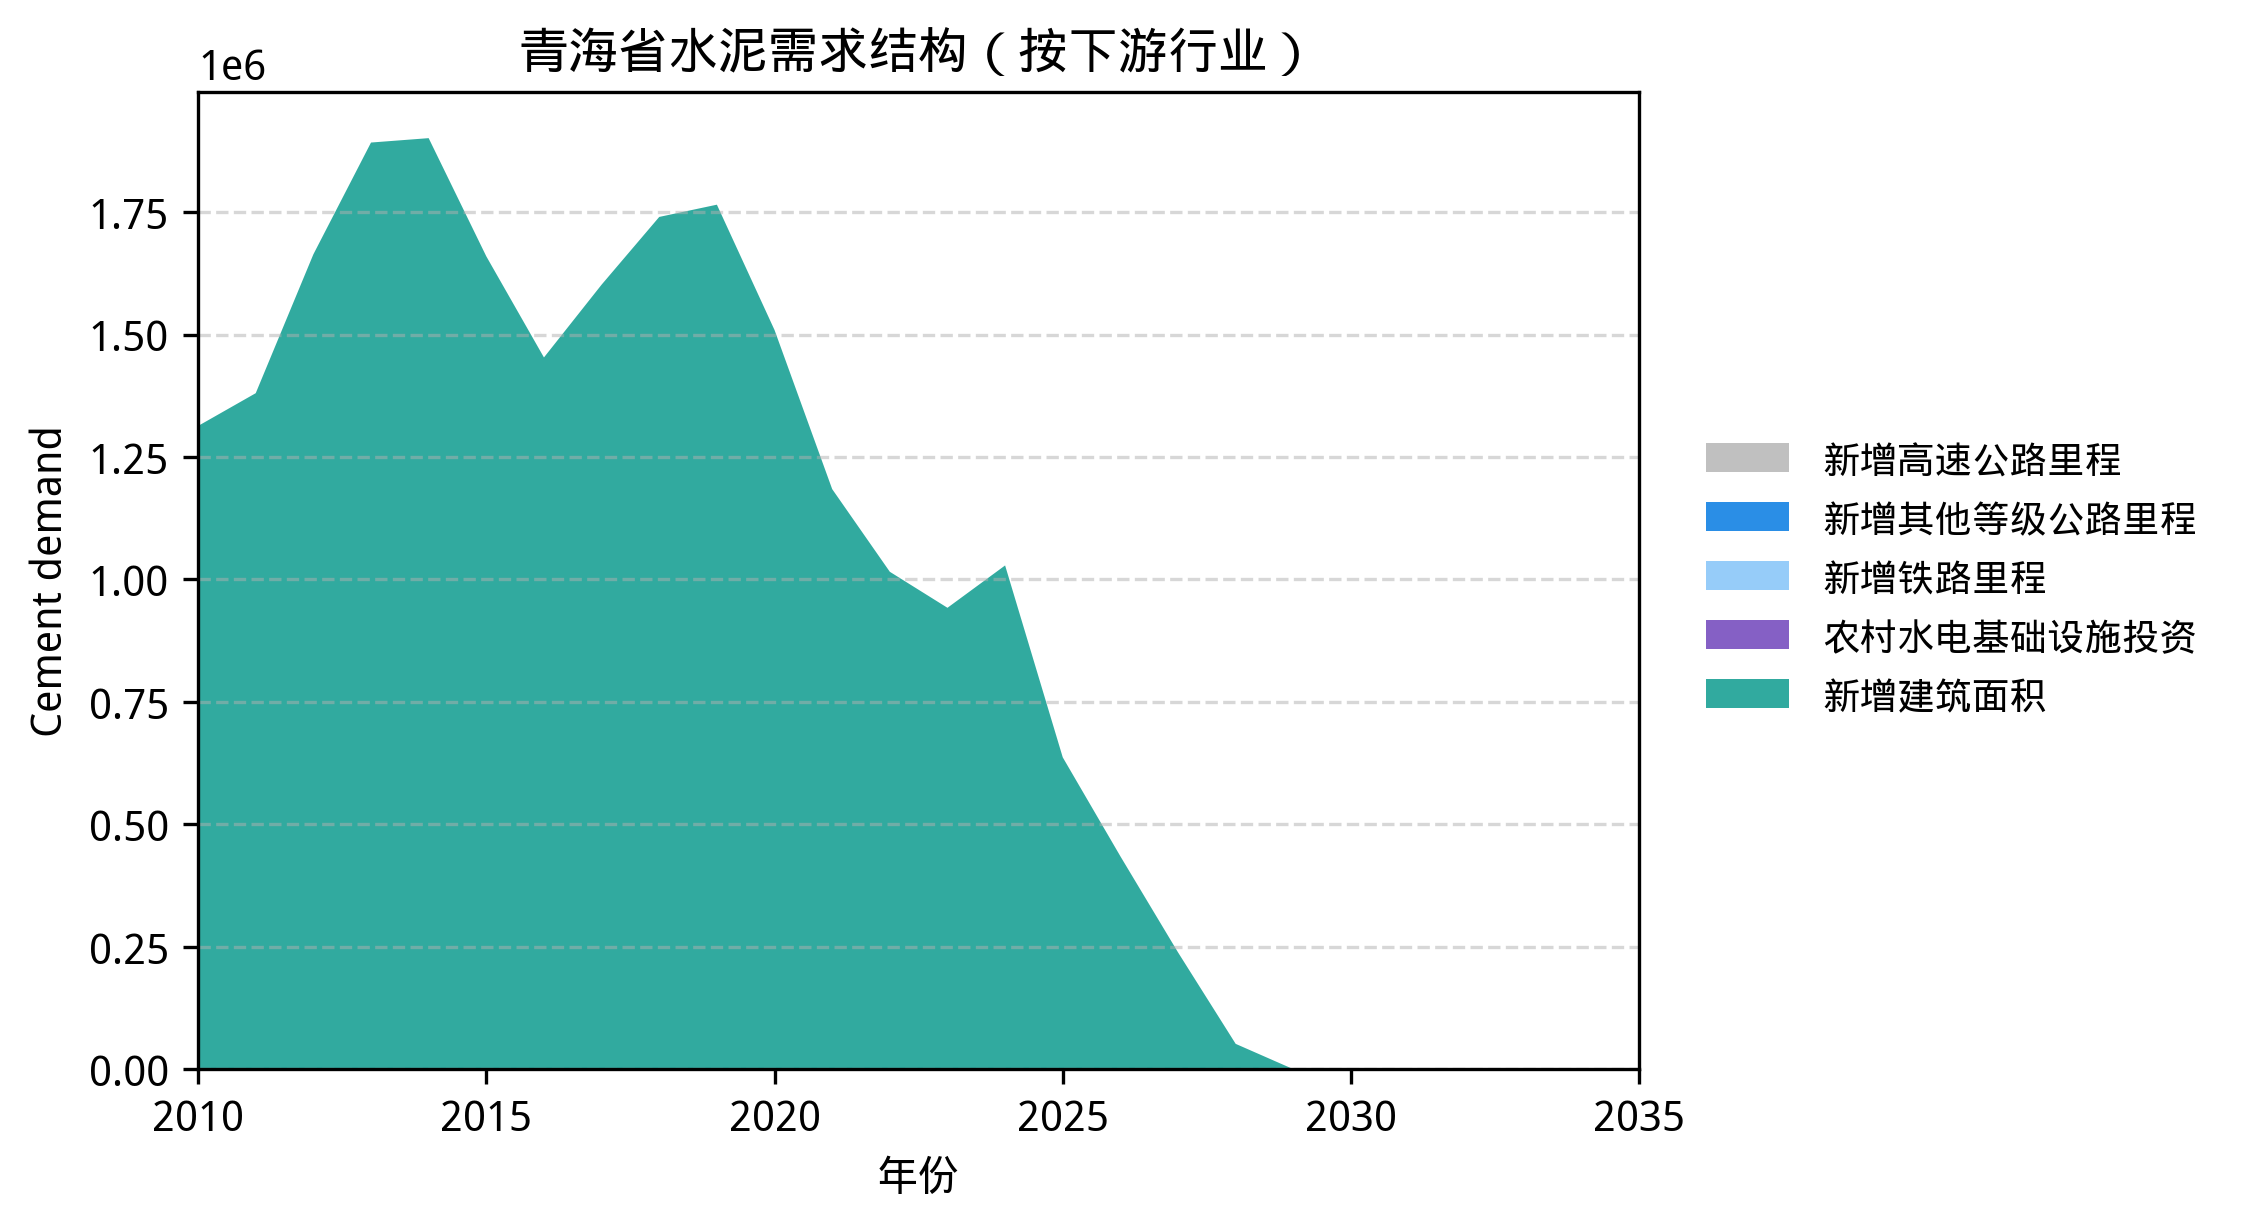 青海省水泥需求结构（按下游行业）
1e6
1.75
1.50
1.25
1.00
0.75
0.50
0.25
0.00
Cement demand
2010 2015 2020 2025 2030 2035
年份
新增高速公路里程
新增其他等级公路里程
新增铁路里程
农村水电基础设施投资
新增建筑面积